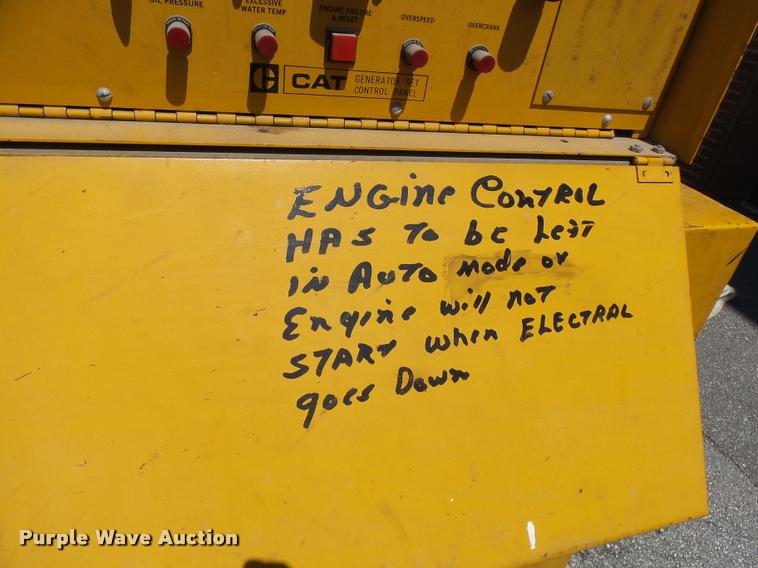 OIL PRESSURE
EXCESSIVE
WATER TEMP
ENGINE FAILURE
& RESET
OVERSPEED
OVERCRANK
CAT GENERATOR SET
CONTROL PANEL
ENGINE CONTRIL
HAS TO be Left
IN AUTO Mode or
Engine will not
START when ELECTRAL
goes Down
Purple Wave Auction